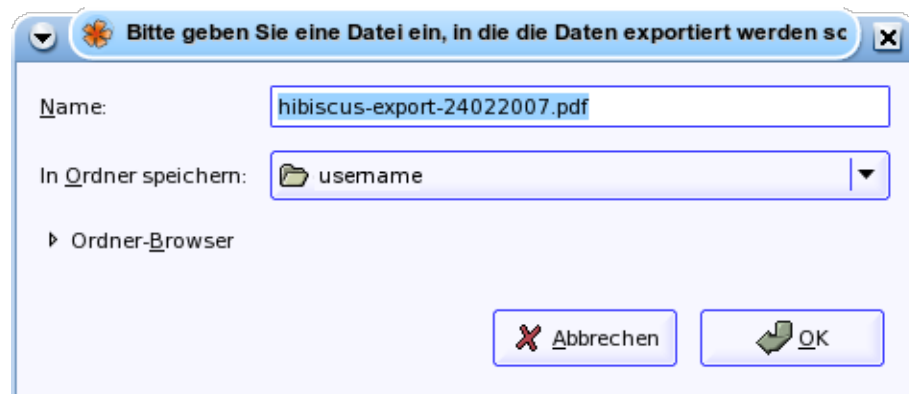 Bitte geben Sie eine Datei ein, in die die Daten exportiert werden sc
Name: hibiscus-export-24022007.pdf
In Ordner speichern: username
Ordner-Browser
Abbrechen OK